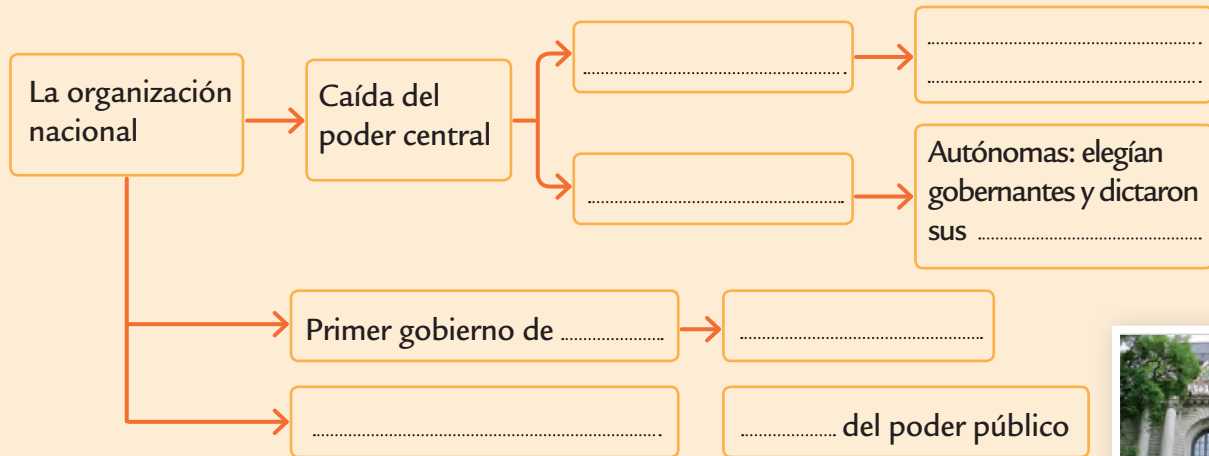 La organización
nacional
Caída del
poder central
Autónomas: elegían
gobernantes y dictaron
sus ....................
Primer gobierno de ....................
.................... del poder público